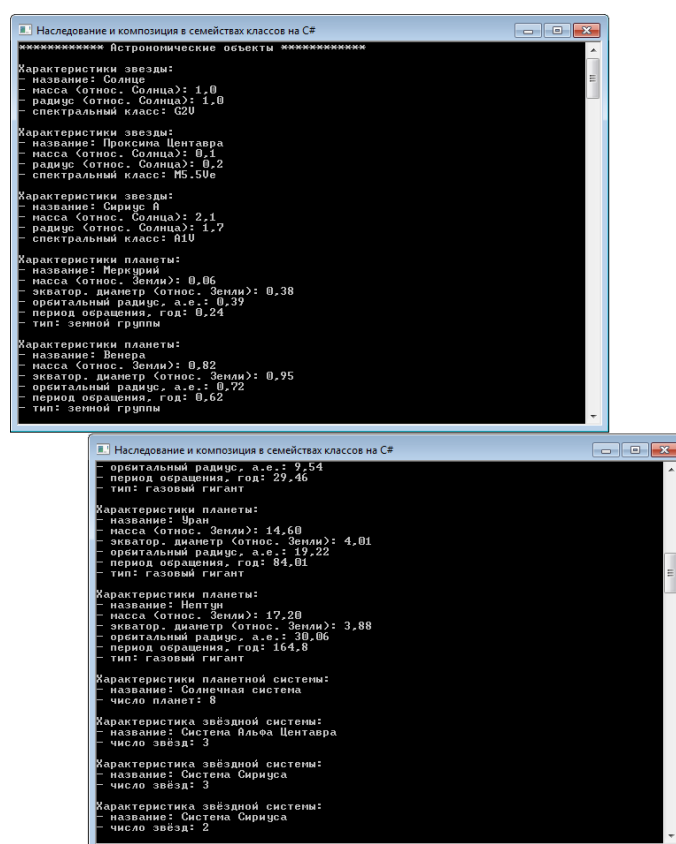 Наследование и композиция в семействах классов на C#
************ Астрономические объекты ************
Характеристики звезды:
- название: Солнце
- масса (относ. Солнца): 1,0
- радиус (относ. Солнца): 1,0
- спектральный класс: G2V
Характеристики звезды:
- название: Проксима Центавра
- масса (относ. Солнца): 0,1
- радиус (относ. Солнца): 0,2
- спектральный класс: M5.5Ve
Характеристики звезды:
- название: Сириус А
- масса (относ. Солнца): 2,1
- радиус (относ. Солнца): 1,7
- спектральный класс: A1V
Характеристики планеты:
- название: Меркурий
- масса (относ. Земли): 0,06
- экватор. диаметр (относ. Земли): 0,38
- орбитальный радиус, а.е.: 0,39
- период обращения, год: 0,24
- тип: земной группы
Характеристики планеты:
- название: Венера
- масса (относ. Земли): 0,82
- экватор. диаметр (относ. Земли): 0,95
- орбитальный радиус, а.е.: 0,72
- период обращения, год: 0,62
- тип: земной группы
Наследование и композиция в семействах классов на C#
- орбитальный радиус, а.е.: 9,54
- период обращения, год: 29,46
- тип: газовый гигант
Характеристики планеты:
- название: Уран
- масса (относ. Земли): 14,60
- экватор. диаметр (относ. Земли): 4,01
- орбитальный радиус, а.е.: 19,22
- период обращения, год: 84,01
- тип: газовый гигант
Характеристики планеты:
- название: Нептун
- масса (относ. Земли): 17,20
- экватор. диаметр (относ. Земли): 3,88
- орбитальный радиус, а.е.: 30,06
- период обращения, год: 164,8
- тип: газовый гигант
Характеристики планетной системы:
- название: Солнечная система
- число планет: 8
Характеристика звёздной системы:
- название: Система Альфа Центавра
- число звёзд: 3
Характеристика звёздной системы:
- название: Система Сириуса
- число звёзд: 3
Характеристика звёздной системы:
- название: Система Сириуса
- число звёзд: 2